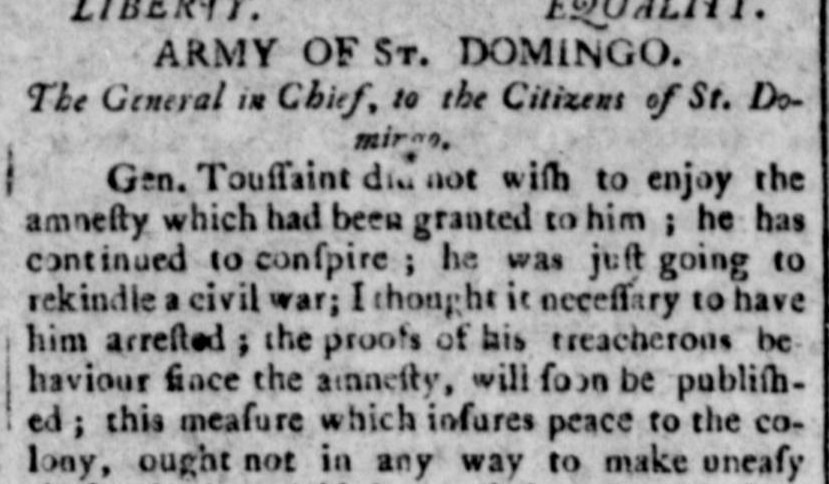 LIBERTY. EQUALITY.
ARMY OF ST. DOMINGO.
The General in Chief, to the Citizens of St. Do-
mingo.
Gen. Touſſaint did not wiſh to enjoy the
amneſty which had been granted to him ; he has
continued to conſpire ; he was juſt going to
rekindle a civil war; I thought it neceſſary to have
him arreſted ; the proofs of his treacherous be-
haviour ſince the amneſty, will ſoon be publiſh-
ed ; this meaſure which inſures peace to the co-
lony, ought not in any way to make uneaſy